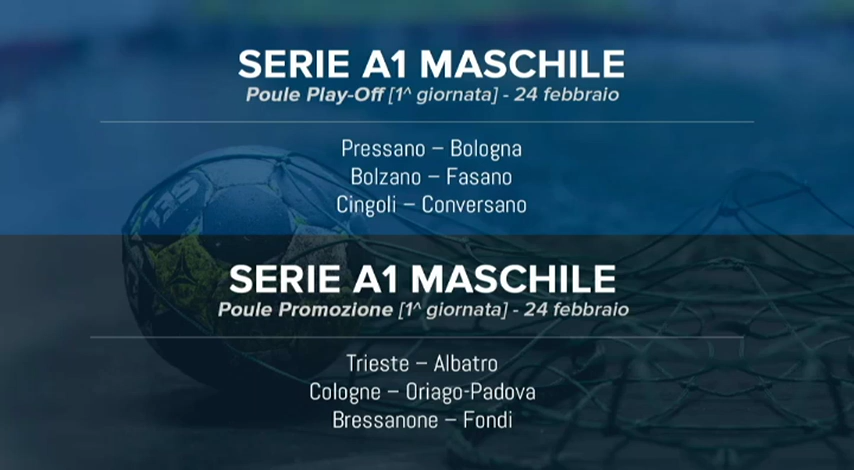 SERIE A1 MASCHILE
Poule Play-Off [1^ giornata] - 24 febbraio
Pressano – Bologna
Bolzano – Fasano
Cingoli – Conversano
SERIE A1 MASCHILE
Poule Promozione [1^ giornata] - 24 febbraio
Trieste – Albatro
Cologne – Oriago-Padova
Bressanone – Fondi